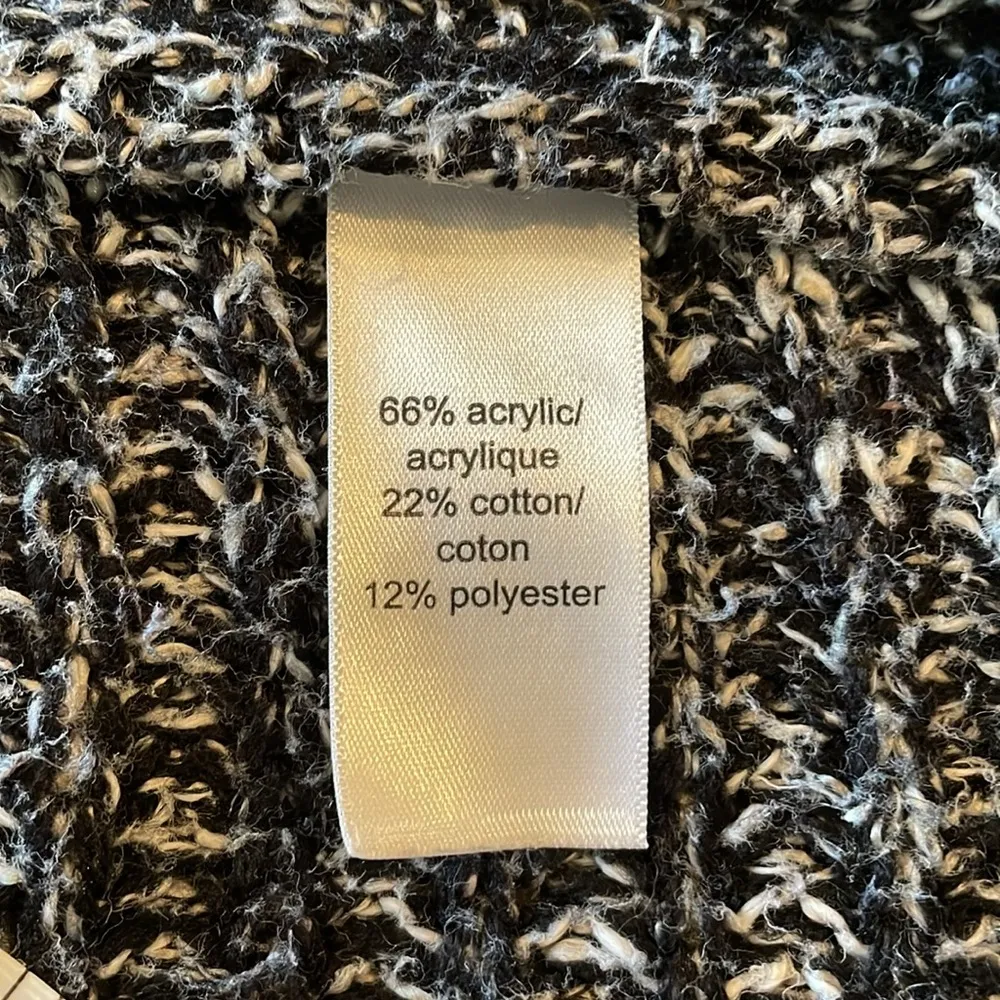 66% acrylic/
acrylique
22% cotton/
coton
12% polyester